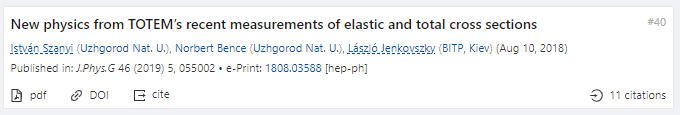 New physics from TOTEM's recent measurements of elastic and total cross sections #40
István Szanyi (Uzhgorod Nat. U.), Norbert Bence (Uzhgorod Nat. U.), László Jenkovszky (BITP, Kiev) (Aug 10, 2018)
Published in: J.Phys.G 46 (2019) 5, 055002 • e-Print: 1808.03588 [hep-ph]
pdf DOI cite 11 citations